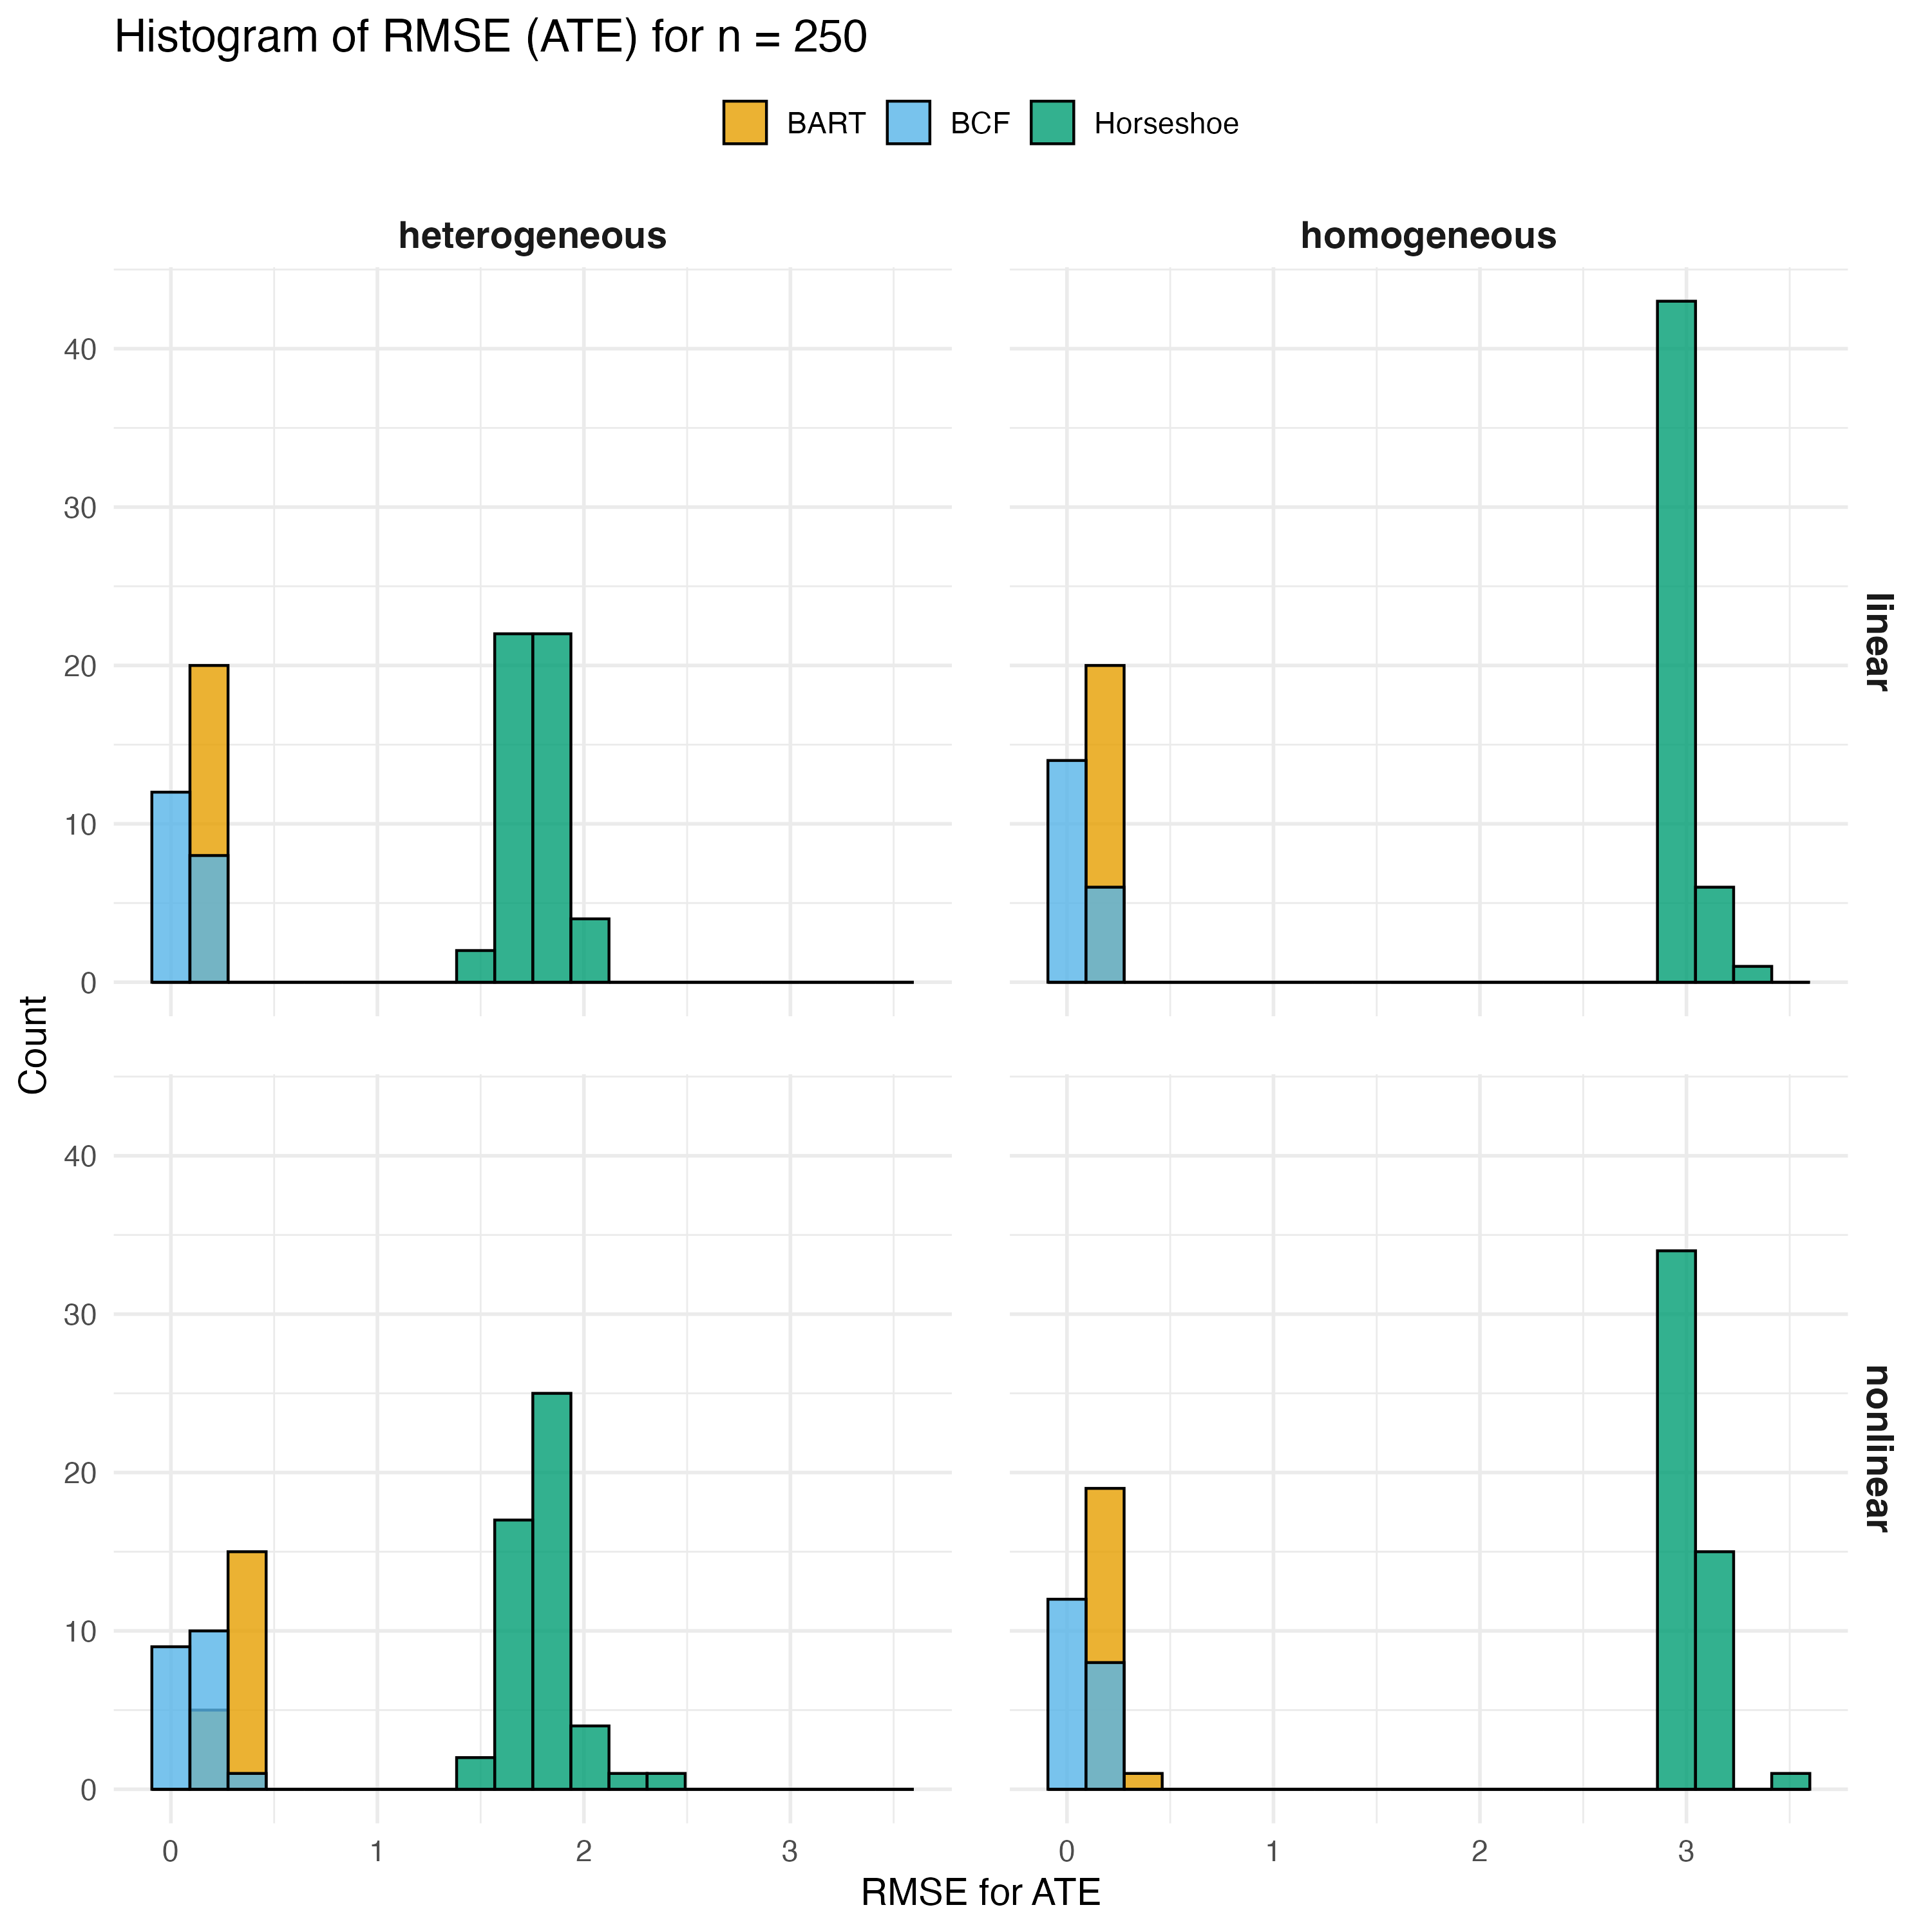 Histogram of RMSE (ATE) for n = 250
BART BCF Horseshoe
heterogeneous homogeneous
40
30
20
10
0
linear
Count
40
30
20
10
0
nonlinear
0 1 2 3 0 1 2 3
RMSE for ATE